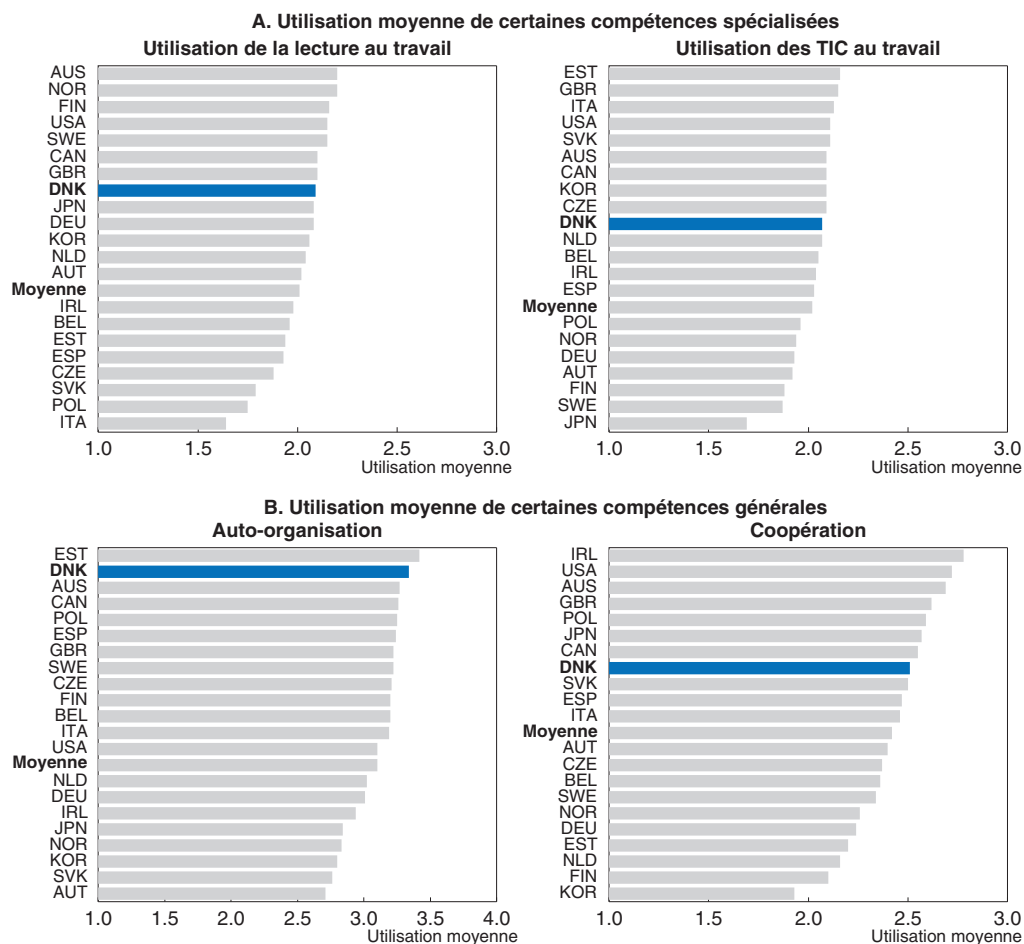 A. Utilisation moyenne de certaines compétences spécialisées
Utilisation de la lecture au travail
AUS
NOR
FIN
USA
SWE
CAN
GBR
DNK
JPN
DEU
KOR
NLD
AUT
Moyenne
IRL
BEL
EST
ESP
CZE
SVK
POL
ITA
1.0 1.5 2.0 2.5 3.0
Utilisation moyenne
Utilisation des TIC au travail
EST
GBR
ITA
USA
SVK
AUS
CAN
KOR
CZE
DNK
NLD
BEL
IRL
ESP
Moyenne
POL
NOR
DEU
AUT
FIN
SWE
JPN
1.0 1.5 2.0 2.5 3.0
Utilisation moyenne
B. Utilisation moyenne de certaines compétences générales
Auto-organisation
EST
DNK
AUS
CAN
POL
ESP
GBR
SWE
CZE
FIN
BEL
ITA
USA
Moyenne
NLD
DEU
IRL
JPN
NOR
KOR
SVK
AUT
1.0 1.5 2.0 2.5 3.0 3.5 4.0
Utilisation moyenne
Coopération
IRL
USA
AUS
GBR
POL
JPN
CAN
DNK
SVK
ESP
ITA
Moyenne
AUT
CZE
BEL
SWE
NOR
DEU
EST
NLD
FIN
KOR
1.0 1.5 2.0 2.5 3.0
Utilisation moyenne